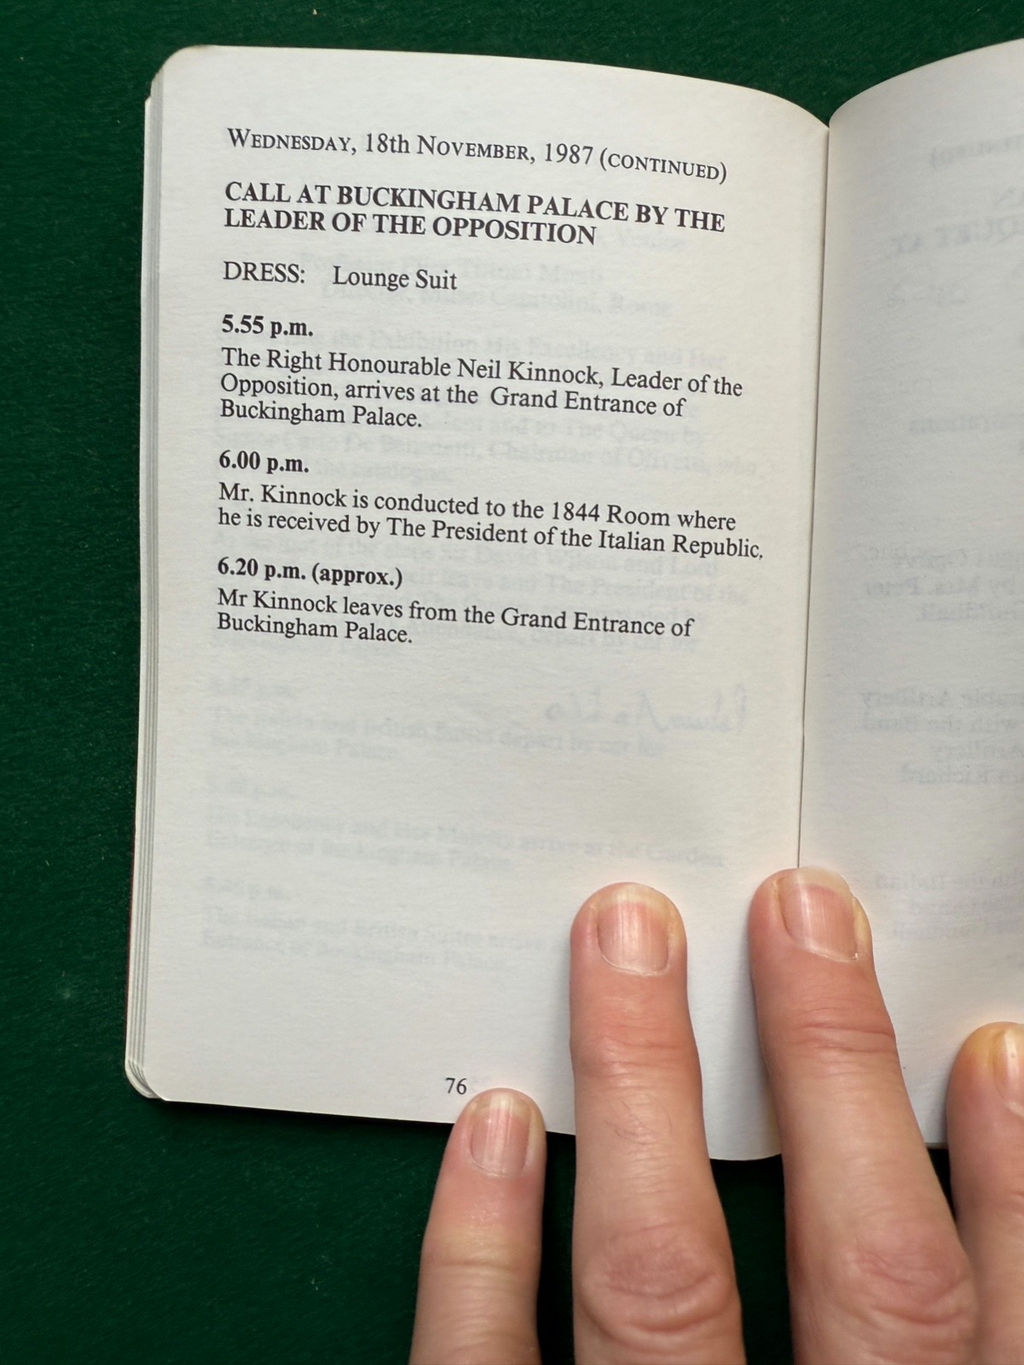 WEDNESDAY, 18th NOVEMBER, 1987 (CONTINUED)
CALL AT BUCKINGHAM PALACE BY THE
LEADER OF THE OPPOSITION
DRESS: Lounge Suit
5.55 p.m.
The Right Honourable Neil Kinnock, Leader of the
Opposition, arrives at the Grand Entrance of
Buckingham Palace.
6.00 p.m.
Mr. Kinnock is conducted to the 1844 Room where
he is received by The President of the Italian Republic.
6.20 p.m. (approx.)
Mr Kinnock leaves from the Grand Entrance of
Buckingham Palace.
76